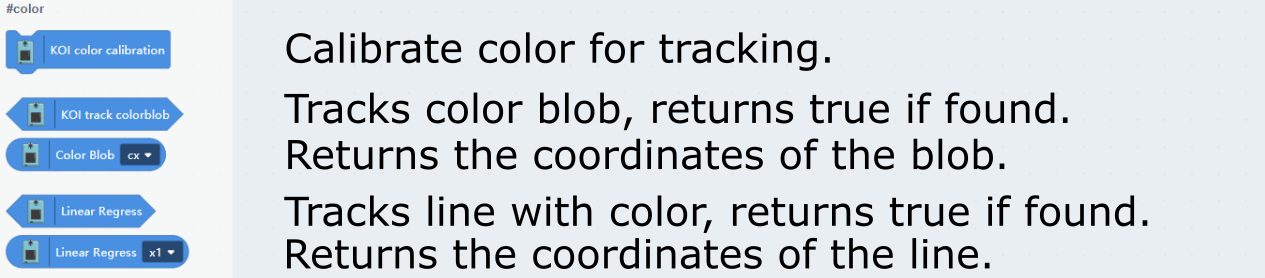 #color
KOI color calibration
Calibrate color for tracking.
KOI track colorblob
Tracks color blob, returns true if found.
Color Blob cx
Returns the coordinates of the blob.
Linear Regress
Tracks line with color, returns true if found.
Linear Regress x1
Returns the coordinates of the line.